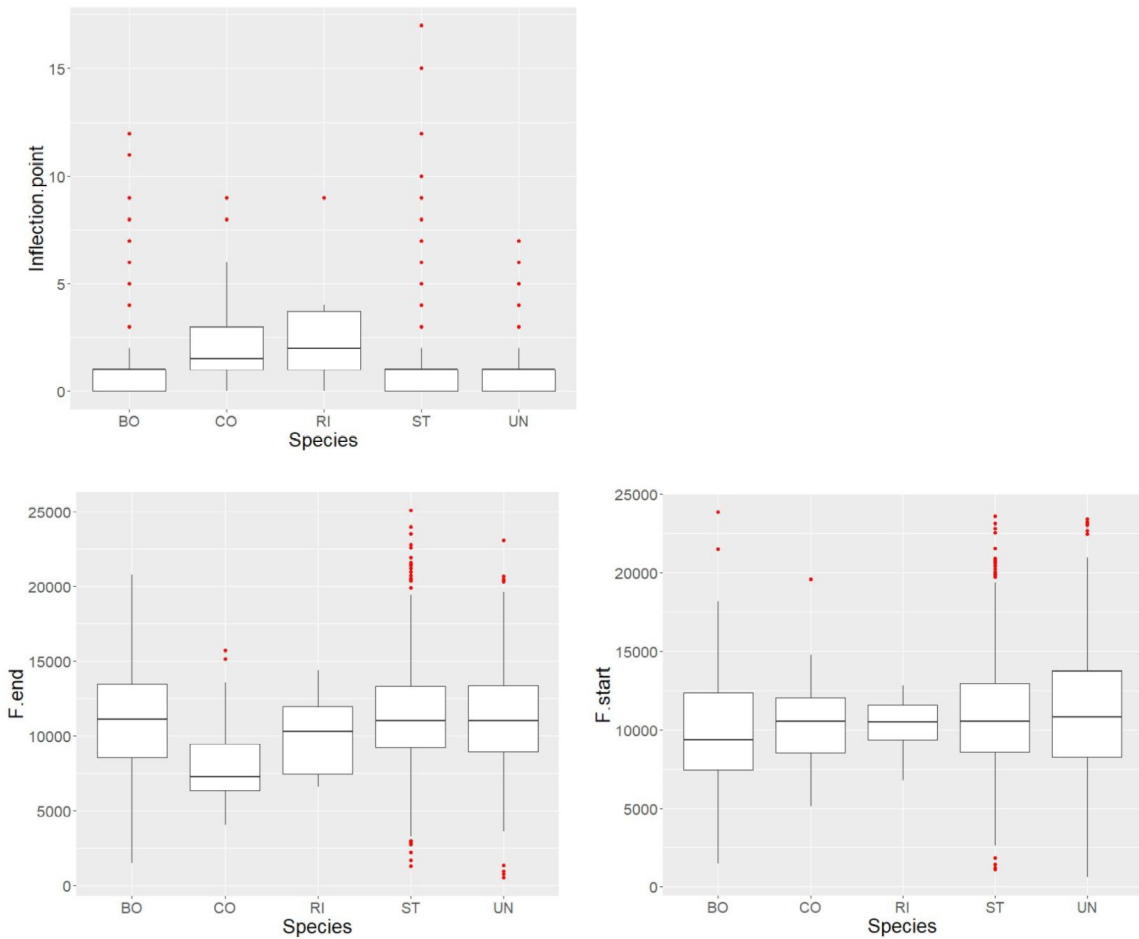 Inflection.point
15
10
5
0
BO CO RI ST UN
Species
F.end
25000
20000
15000
10000
5000
0
BO CO RI ST UN
Species
F.start
25000
20000
15000
10000
5000
0
BO CO RI ST UN
Species